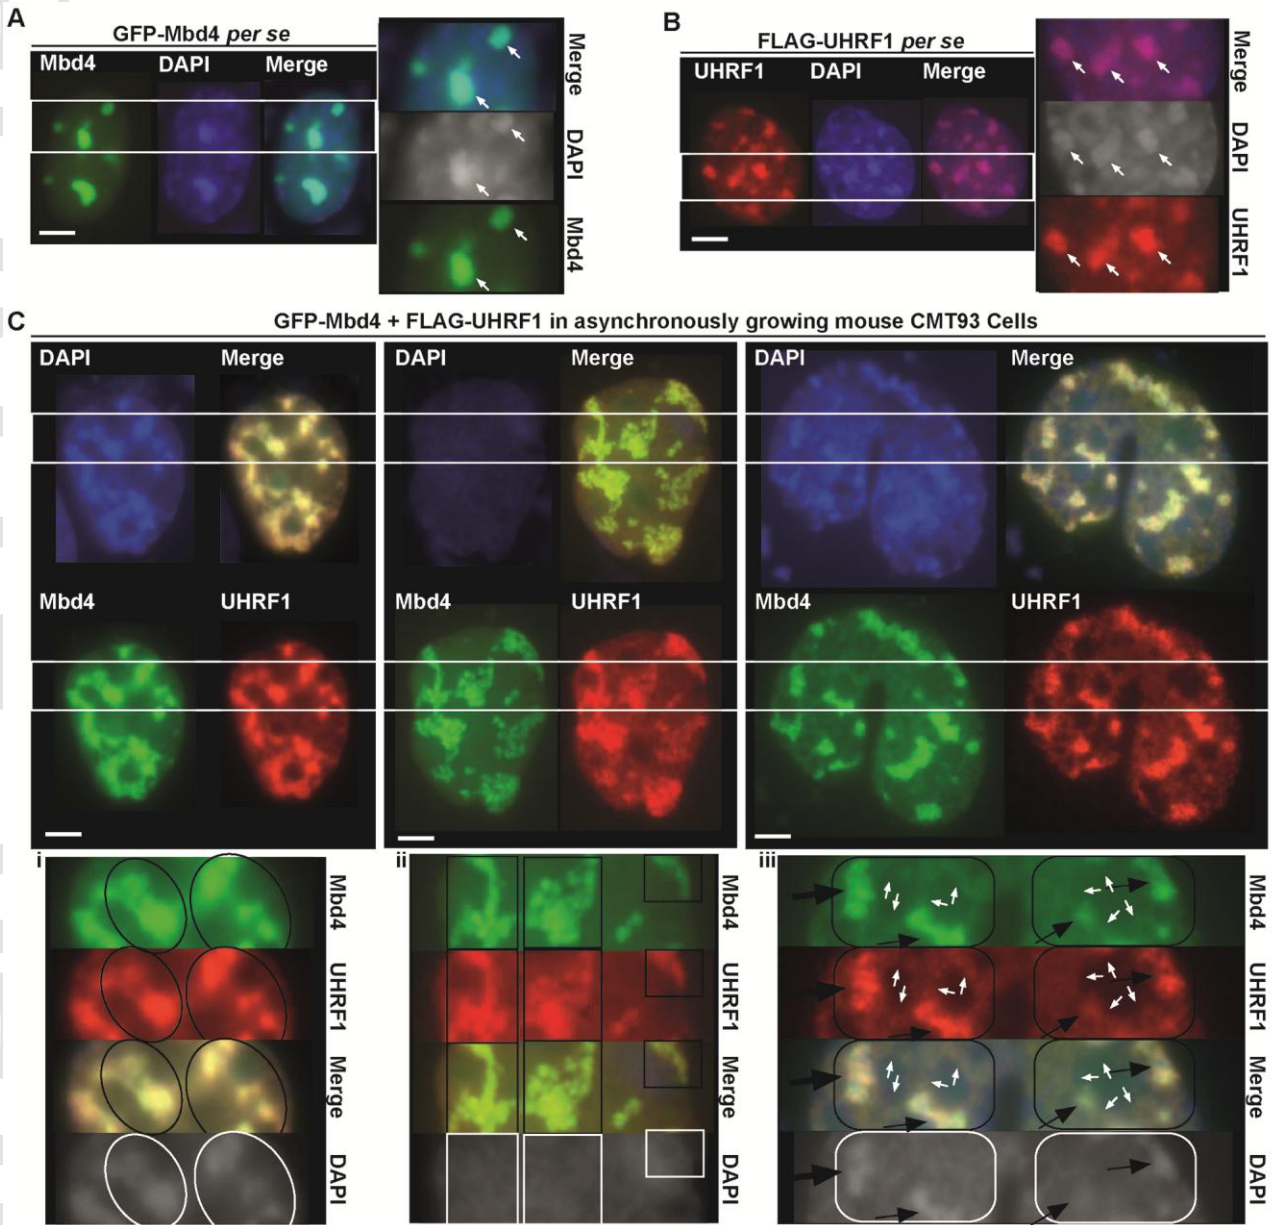 A
GFP-Mbd4 per se
Mbd4 DAPI Merge
Merge
DAPI
Mbd4
B
FLAG-UHRF1 per se
UHRF1 DAPI Merge
Merge
DAPI
UHRF1
C
GFP-Mbd4 + FLAG-UHRF1 in asynchronously growing mouse CMT93 Cells
DAPI Merge DAPI Merge DAPI Merge
Mbd4 UHRF1 Mbd4 UHRF1 Mbd4 UHRF1
i
Mbd4
UHRF1
Merge
DAPI
ii
Mbd4
UHRF1
Merge
DAPI
iii
Mbd4
UHRF1
Merge
DAPI